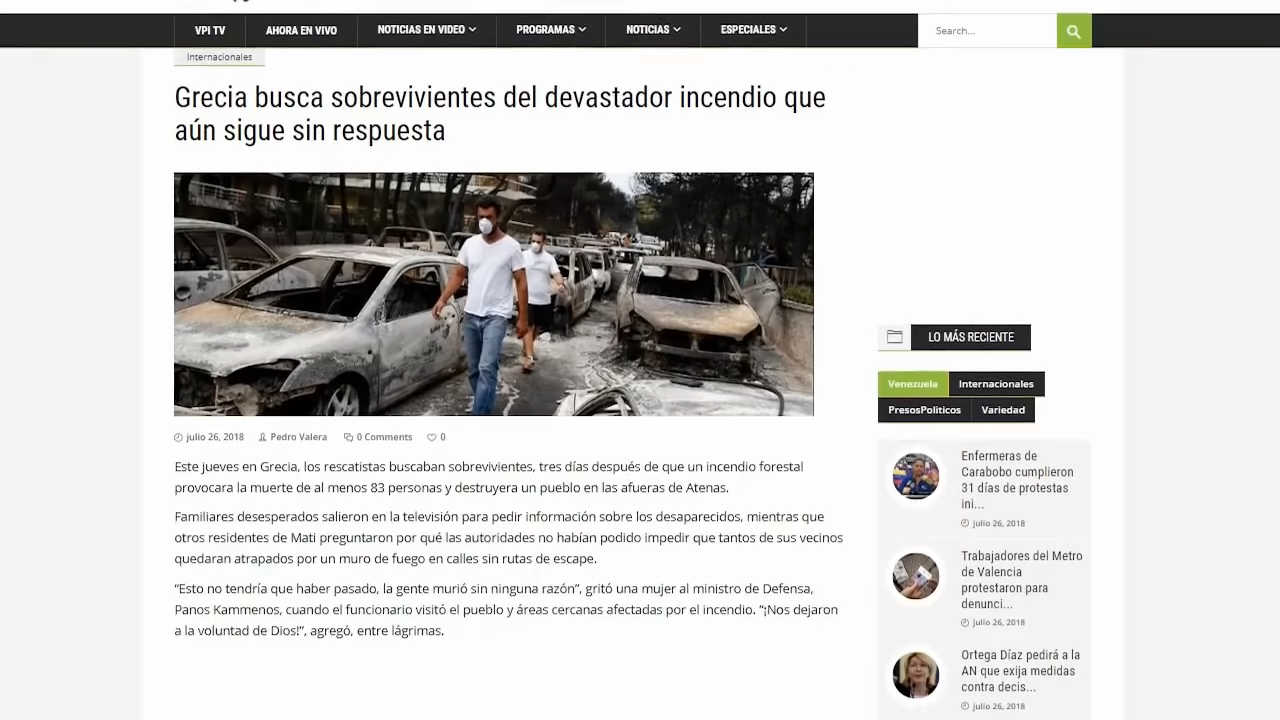 VPI TV
AHORA EN VIVO
NOTICIAS EN VIDEO
PROGRAMAS
NOTICIAS
ESPECIALES
Search...
Internacionales
Grecia busca sobrevivientes del devastador incendio que
aún sigue sin respuesta
julio 26, 2018
Pedro Valera
0 Comments
0
Este jueves en Grecia, los rescatistas buscaban sobrevivientes, tres días después de que un incendio forestal
provocara la muerte de al menos 83 personas y destruyera un pueblo en las afueras de Atenas.
Familiares desesperados salieron en la televisión para pedir información sobre los desaparecidos, mientras que
otros residentes de Mati preguntaron por qué las autoridades no habían podido impedir que tantos de sus vecinos
quedaran atrapados por un muro de fuego en calles sin rutas de escape.
“Esto no tendría que haber pasado, la gente murió sin ninguna razón”, gritó una mujer al ministro de Defensa,
Panos Kammenos, cuando el funcionario visitó el pueblo y áreas cercanas afectadas por el incendio. “¡Nos dejaron
a la voluntad de Dios!”, agregó, entre lágrimas.
LO MÁS RECIENTE
Venezuela
Internacionales
PresosPoliticos
Variedad
Enfermeras de
Carabobo cumplieron
31 días de protestas
ini...
julio 26, 2018
Trabajadores del Metro
de Valencia
protestaron para
denunci...
julio 26, 2018
Ortega Díaz pedirá a la
AN que exija medidas
contra decis...
julio 26, 2018